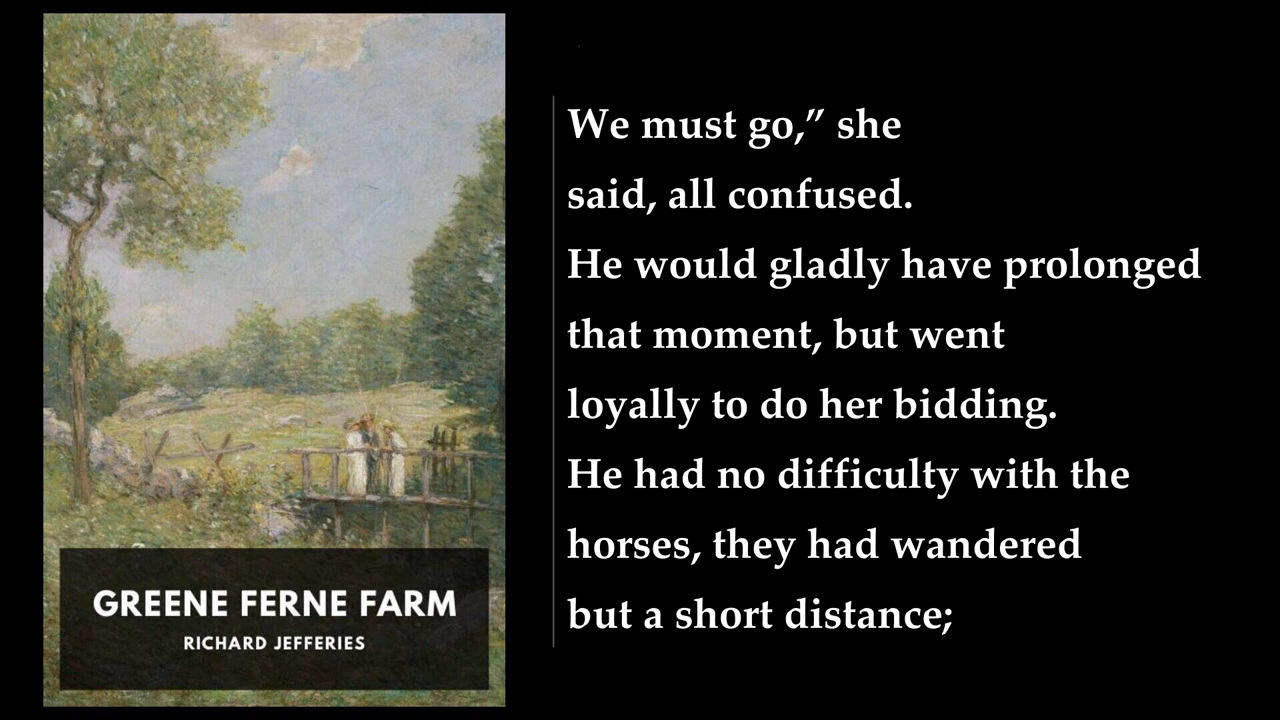 GREENE FERNE FARM
RICHARD JEFFERIES
We must go,” she
said, all confused.
He would gladly have prolonged
that moment, but went
loyally to do her bidding.
He had no difficulty with the
horses, they had wandered
but a short distance;